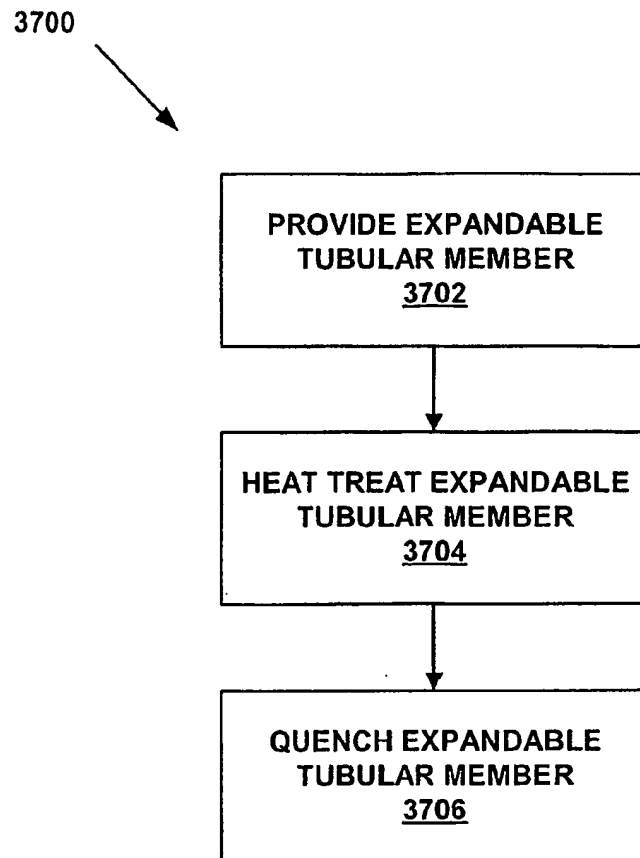 3700
PROVIDE EXPANDABLE
TUBULAR MEMBER
3702
HEAT TREAT EXPANDABLE
TUBULAR MEMBER
3704
QUENCH EXPANDABLE
TUBULAR MEMBER
3706